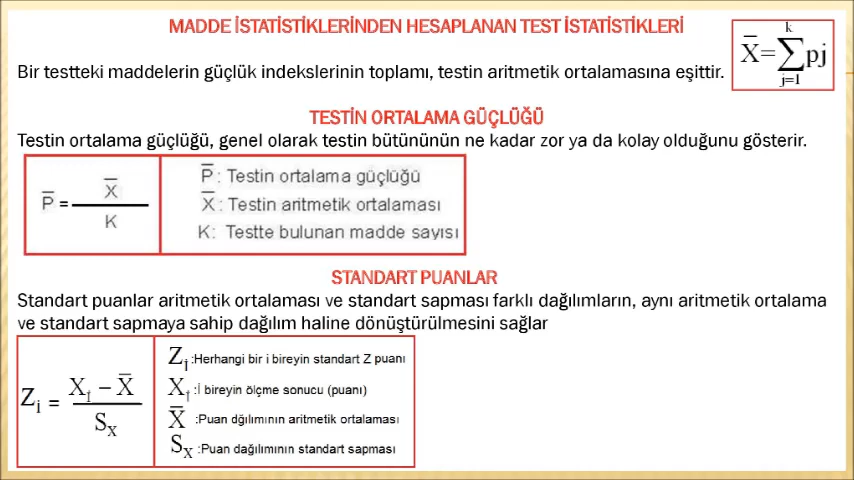 MADDE İSTATİSTİKLERİNDEN HESAPLANAN TEST İSTATİSTİKLERİ
Bir testteki maddelerin güçlük indekslerinin toplamı, testin aritmetik ortalamasına eşittir.
X̅=∑pj
k
j=1
TESTİN ORTALAMA GÜÇLÜĞÜ
Testin ortalama güçlüğü, genel olarak testin bütününün ne kadar zor ya da kolay olduğunu gösterir.
P̅ = X̅ / K
P̅ : Testin ortalama güçlüğü
X̅ : Testin aritmetik ortalaması
K: Testte bulunan madde sayısı
STANDART PUANLAR
Standart puanlar aritmetik ortalaması ve standart sapması farklı dağılımların, aynı aritmetik ortalama
ve standart sapmaya sahip dağılım haline dönüştürülmesini sağlar
Zi = Xi – X̅ / Sx
Zi :Herhangi bir i bireyin standart Z puanı
Xi :İ bireyin ölçme sonucu (puanı)
X̅ :Puan dğılımının aritmetik ortalaması
Sx :Puan dağılımının standart sapması